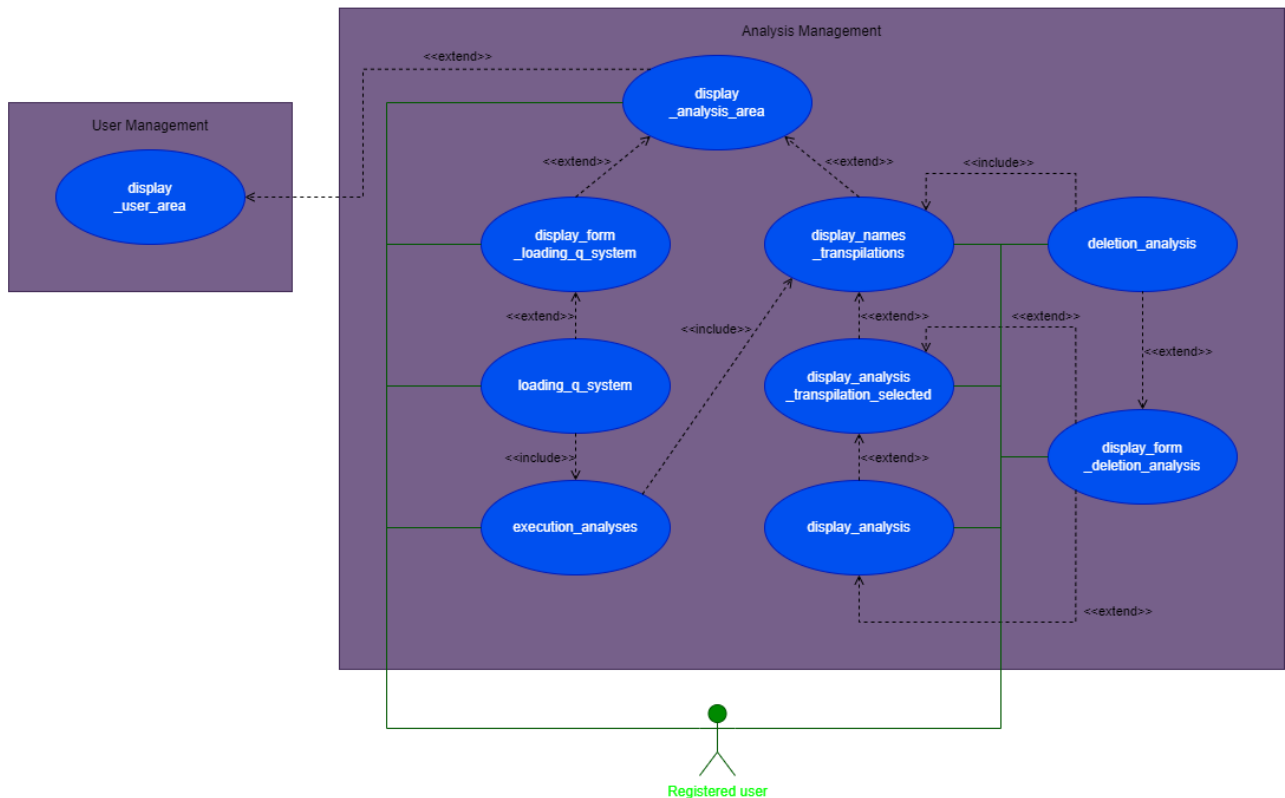 Analysis Management
<<extend>>
display
_analysis_area
User Management
display
_user_area
<<extend>>
<<extend>>
<<include>>
display_form
_loading_q_system
display_names
_transpilations
deletion_analysis
<<extend>>
<<extend>>
<<extend>>
<<include>>
<<extend>>
loading_q_system
display_analysis
_transpilation_selected
display_form
_deletion_analysis
<<include>>
<<extend>>
execution_analyses
display_analysis
<<extend>>
Registered user